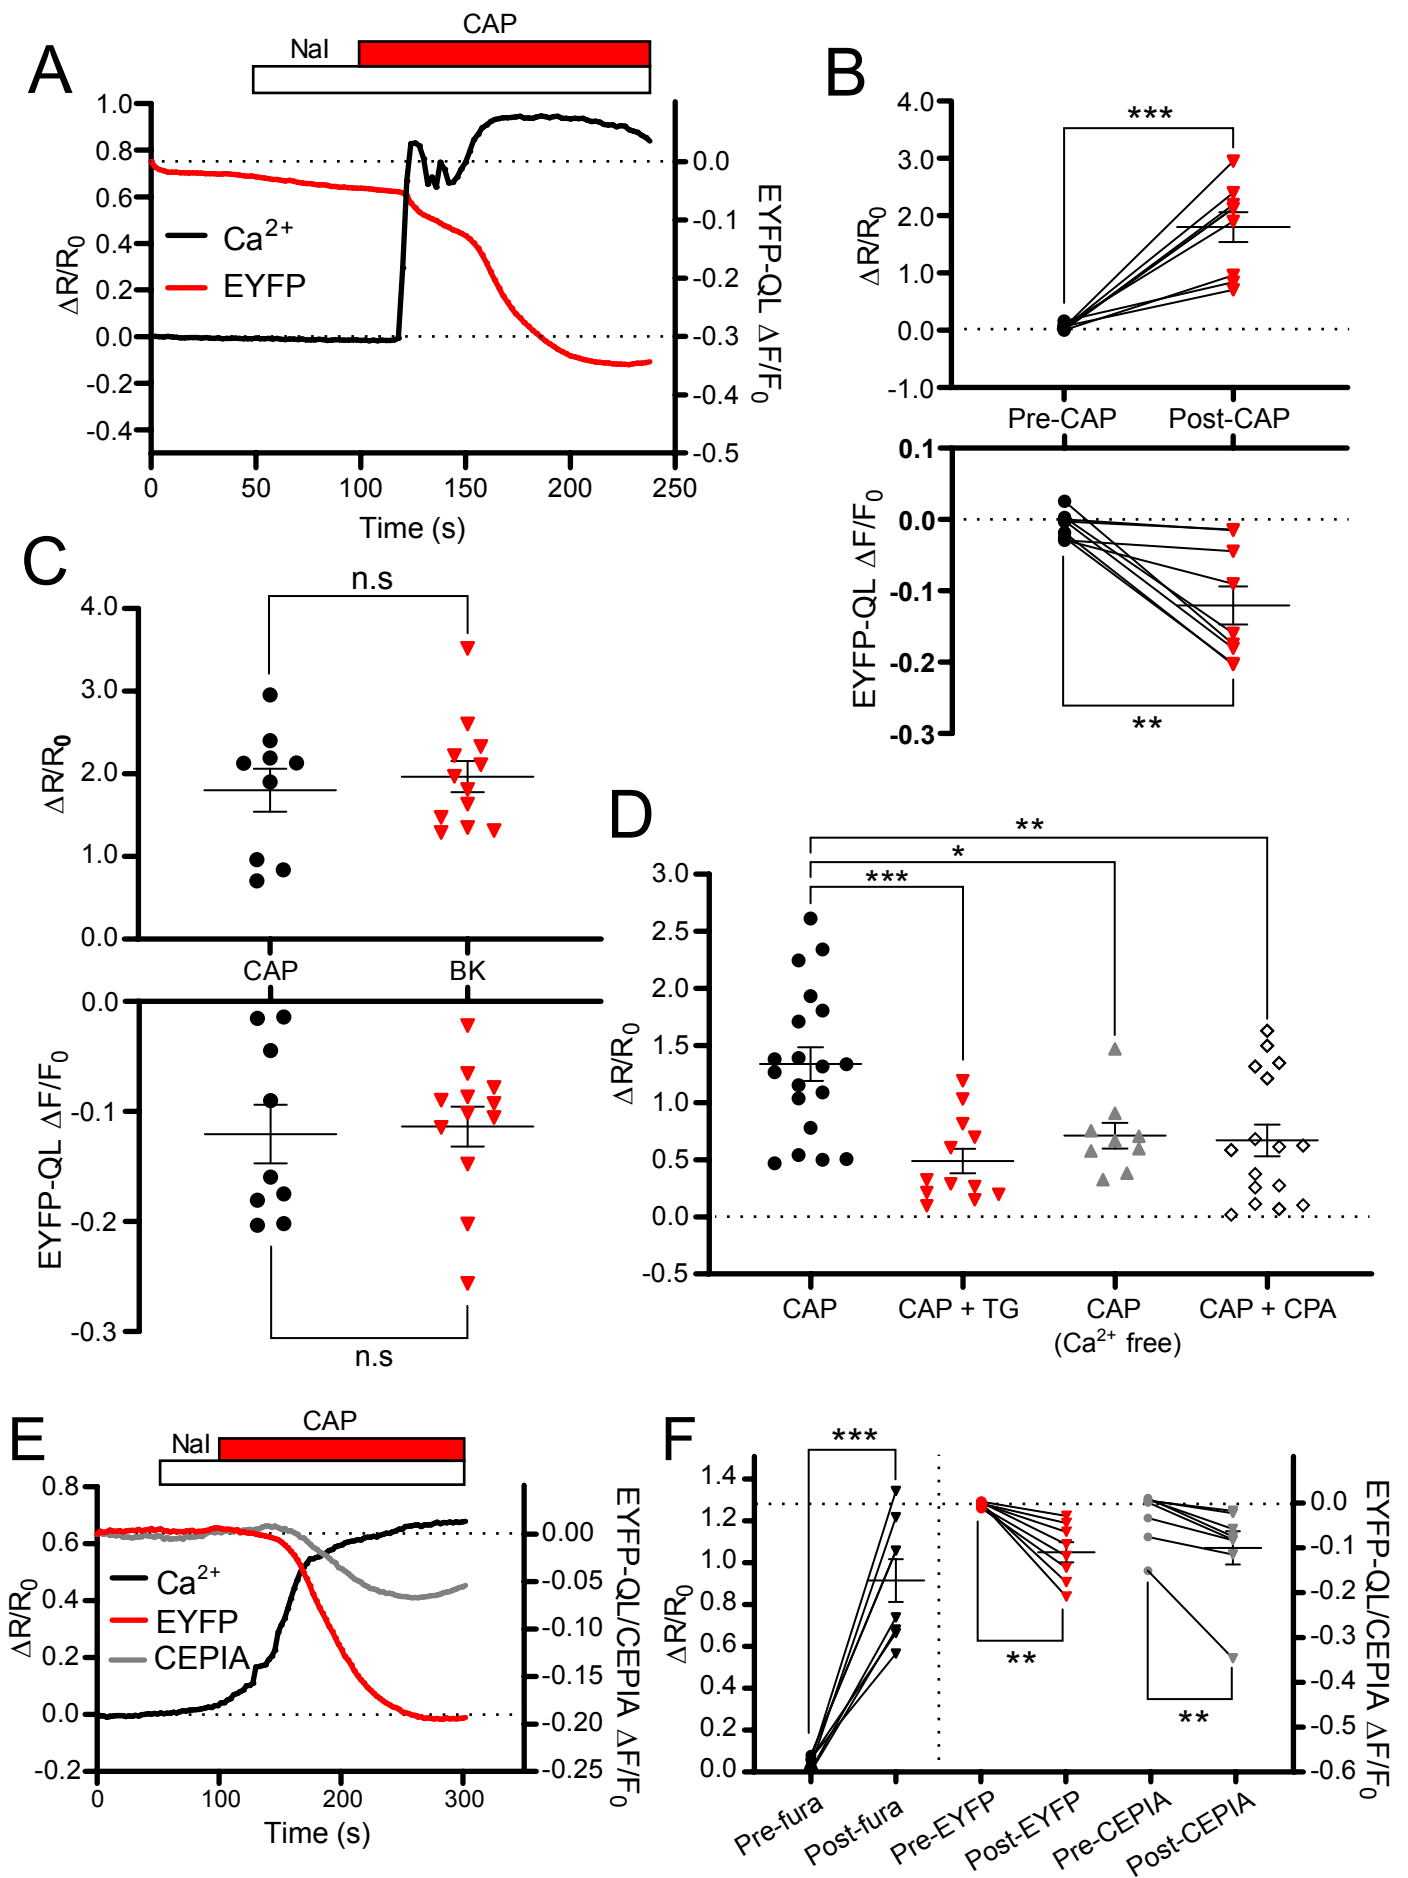 A
NaI
CAP
1.0
0.8
0.6
0.4
0.2
0.0
-0.2
-0.4
ΔR/R0
0.0
-0.1
-0.2
-0.3
-0.4
-0.5
EYFP-QL ΔF/F0
Ca2+
EYFP
0 50 100 150 200 250
Time (s)
B
4.0
3.0
2.0
1.0
0.0
-1.0
ΔR/R0
***
Pre-CAP Post-CAP
0.1
0.0
-0.1
-0.2
-0.3
EYFP-QL ΔF/F0
**
C
n.s
4.0
3.0
2.0
1.0
0.0
ΔR/R0
CAP BK
0.0
-0.1
-0.2
-0.3
EYFP-QL ΔF/F0
n.s
D
**
*
***
3.0
2.5
2.0
1.5
1.0
0.5
0.0
-0.5
ΔR/R0
CAP CAP + TG CAP CAP + CPA
(Ca2+ free)
E
CAP
NaI
0.8
0.6
0.4
0.2
0.0
-0.2
ΔR/R0
0.00
-0.05
-0.10
-0.15
-0.20
-0.25
EYFP-QL/CEPIA ΔF/F0
Ca2+
EYFP
CEPIA
0 100 200 300
Time (s)
F
***
1.4
1.2
1.0
0.8
0.6
0.4
0.2
0.0
ΔR/R0
**
**
0.0
-0.1
-0.2
-0.3
-0.4
-0.5
-0.6
EYFP-QL/CEPIA ΔF/F0
Pre-fura
Post-fura
Pre-EYFP
Post-EYFP
Pre-CEPIA
Post-CEPIA